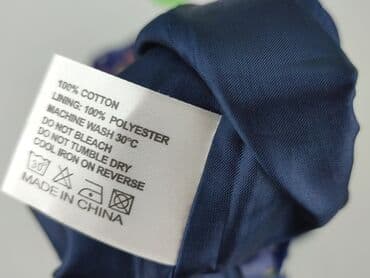 100% COTTON
LINING: 100% POLYESTER
MACHINE WASH 30°C
DO NOT BLEACH
DO NOT TUMBLE DRY
COOL IRON ON REVERSE
30
MADE IN CHINA